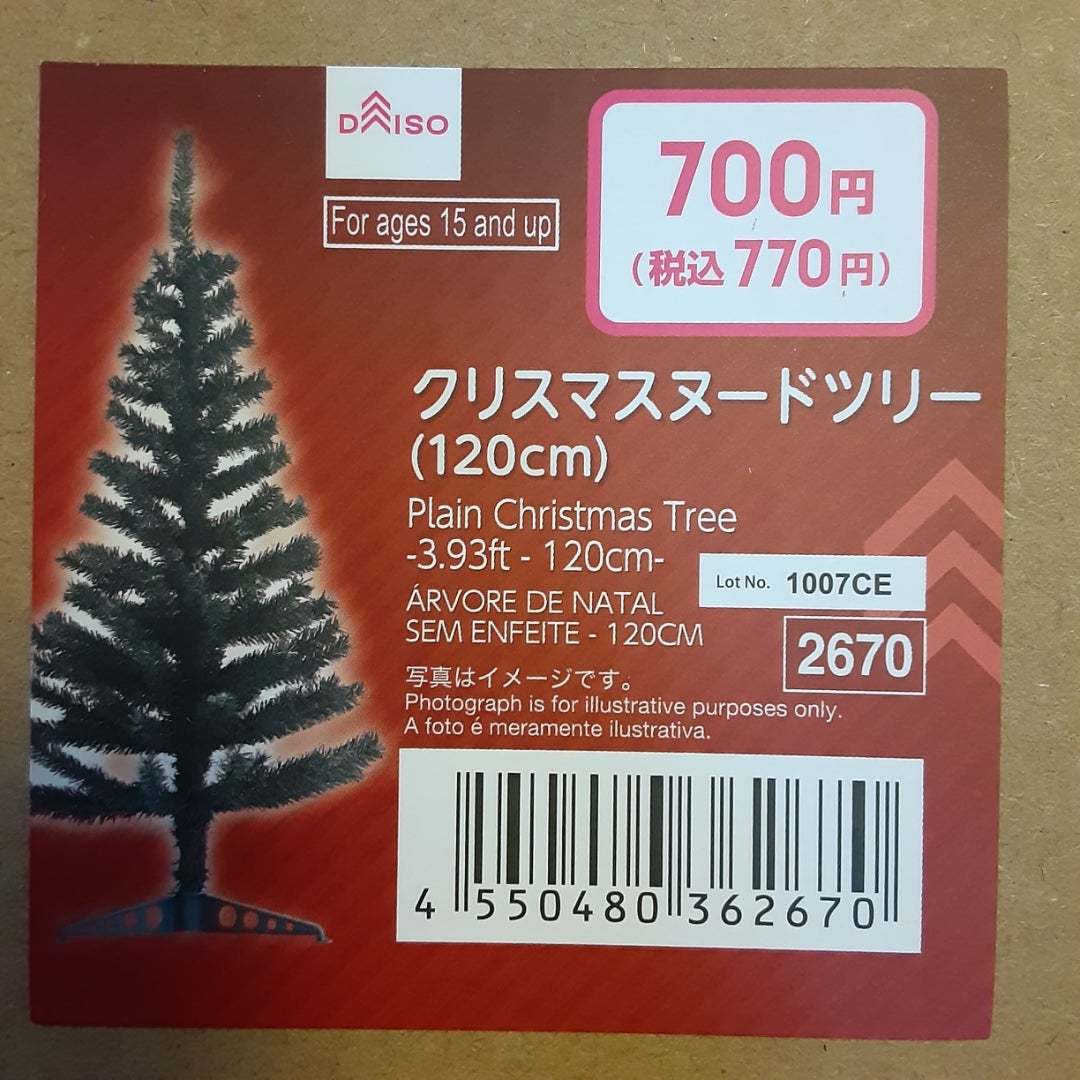 DAISO
For ages 15 and up
700円
(税込770円)
クリスマスヌードツリー
(120cm)
Plain Christmas Tree
-3.93ft - 120cm-
Lot No. 1007CE
ÁRVORE DE NATAL
SEM ENFEITE - 120CM
2670
写真はイメージです。
Photograph is for illustrative purposes only.
A foto é meramente ilustrativa.
4 550480 362670